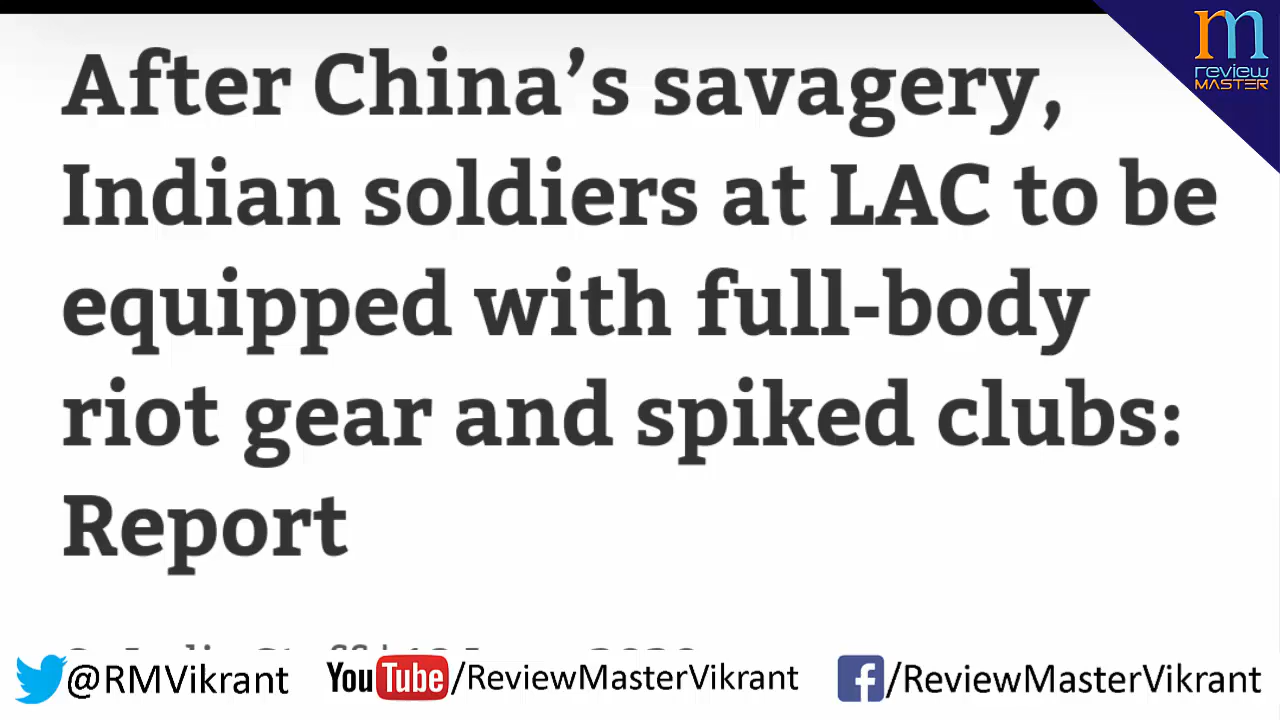 After China’s savagery,
Indian soldiers at LAC to be
equipped with full-body
riot gear and spiked clubs:
Report
rm
review
MASTER
@RMVikrant
YouTube/ReviewMasterVikrant
f/ReviewMasterVikrant